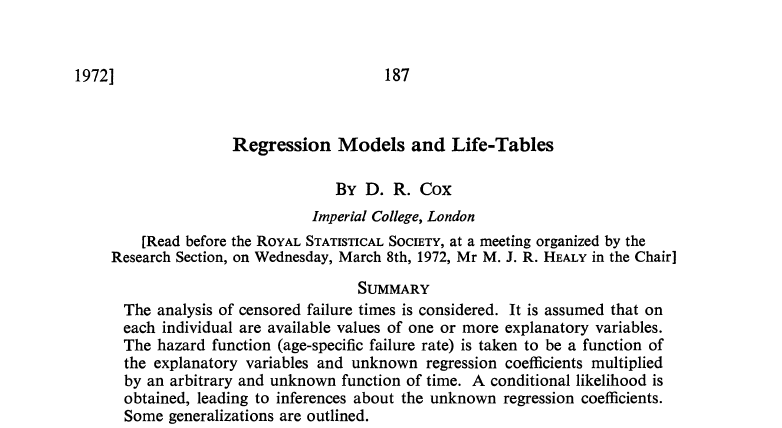 1972]
187
Regression Models and Life-Tables
By D. R. Cox
Imperial College, London
[Read before the Royal Statistical Society, at a meeting organized by the
Research Section, on Wednesday, March 8th, 1972, Mr M. J. R. Healy in the Chair]
Summary
The analysis of censored failure times is considered. It is assumed that on
each individual are available values of one or more explanatory variables.
The hazard function (age-specific failure rate) is taken to be a function of
the explanatory variables and unknown regression coefficients multiplied
by an arbitrary and unknown function of time. A conditional likelihood is
obtained, leading to inferences about the unknown regression coefficients.
Some generalizations are outlined.